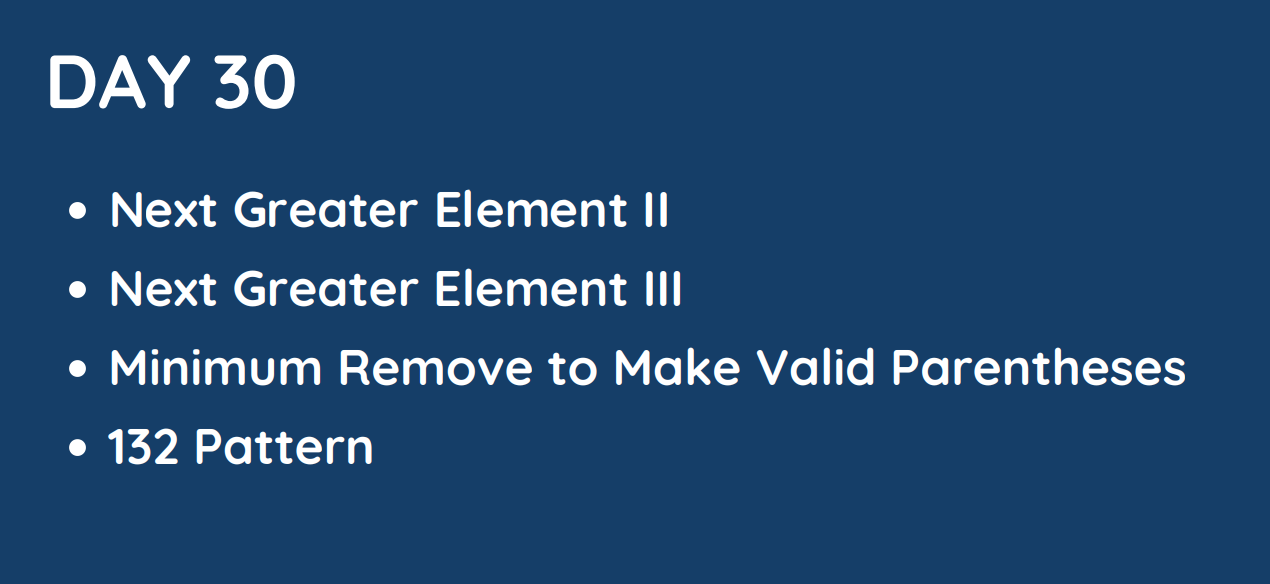 DAY 30
• Next Greater Element II
• Next Greater Element III
• Minimum Remove to Make Valid Parentheses
• 132 Pattern